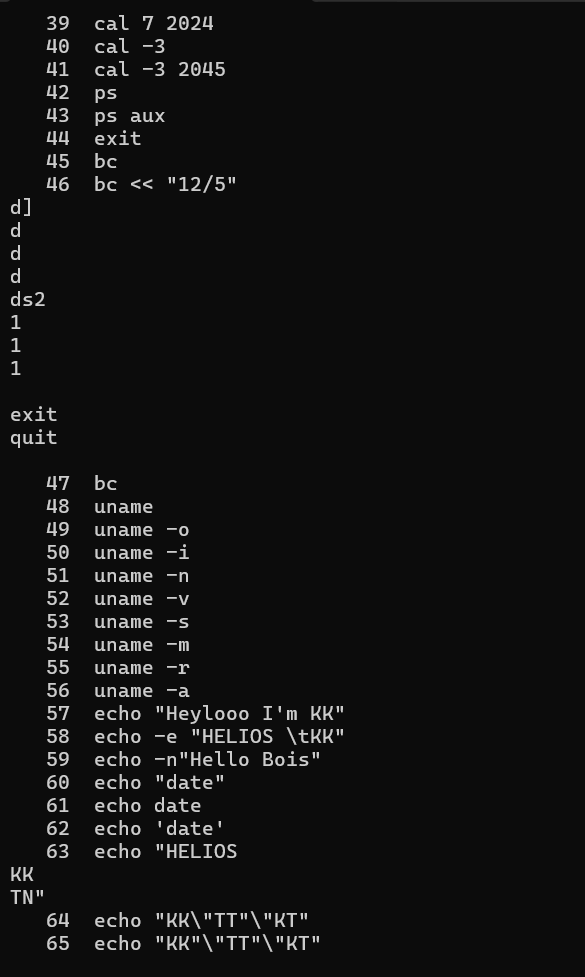 39  cal 7 2024
40  cal -3
41  cal -3 2045
42  ps
43  ps aux
44  exit
45  bc
46  bc << "12/5"
d]
d
d
d
ds2
1
1
1
exit
quit
47  bc
48  uname
49  uname -o
50  uname -i
51  uname -n
52  uname -v
53  uname -s
54  uname -m
55  uname -r
56  uname -a
57  echo "Heylooo I'm KK"
58  echo -e "HELIOS \tKK"
59  echo -n"Hello Bois"
60  echo "date"
61  echo date
62  echo 'date'
63  echo "HELIOS
KK
TN"
64  echo "KK\"TT"\"KT"
65  echo "KK"\"TT"\"KT"